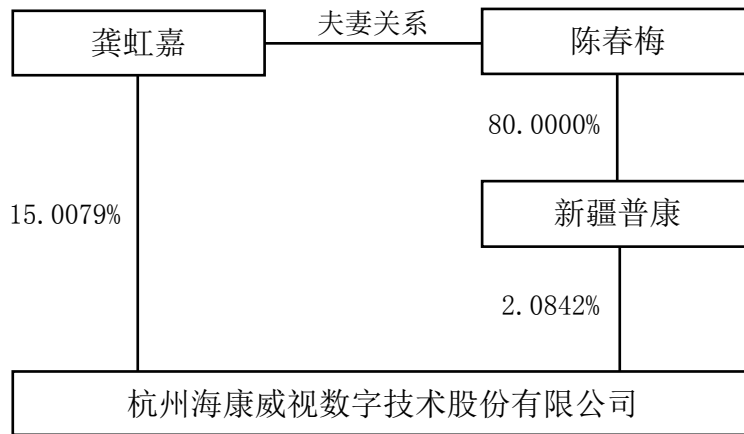 龚虹嘉
夫妻关系
陈春梅
80.0000%
15.0079%
新疆普康
2.0842%
杭州海康威视数字技术股份有限公司